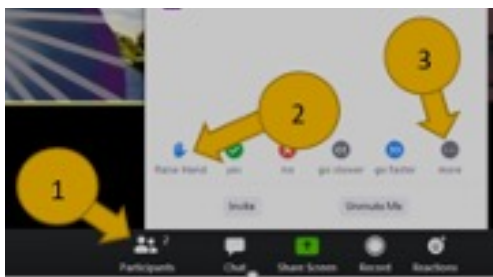 3
2
raise hand yes no go slower go faster more
1
Invite Unmute Me
2
Participants Chat Share Screen Record Reactions